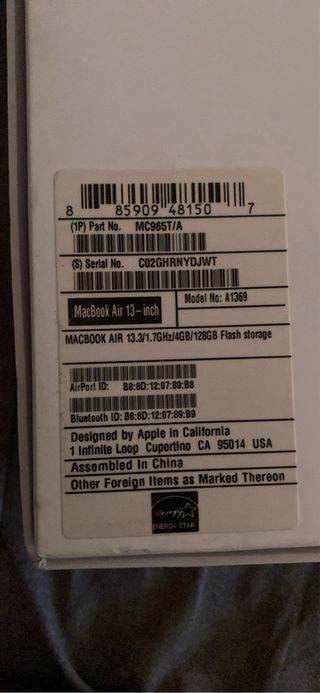 8 85909 48150 7
(1P) Part No. MC965T/A
(S) Serial No. C02GHRNYDJWT
MacBook Air 13-inch
Model No: A1369
MACBOOK AIR 13.3/1.7GHz/4GB/128GB Flash storage
AirPort ID: B8:8D:12:07:89:B8
Bluetooth ID: B8:8D:12:07:89:B9
Designed by Apple in California
1 Infinite Loop Cupertino CA 95014 USA
Assembled In China
Other Foreign Items as Marked Thereon
energy
ENERGY STAR